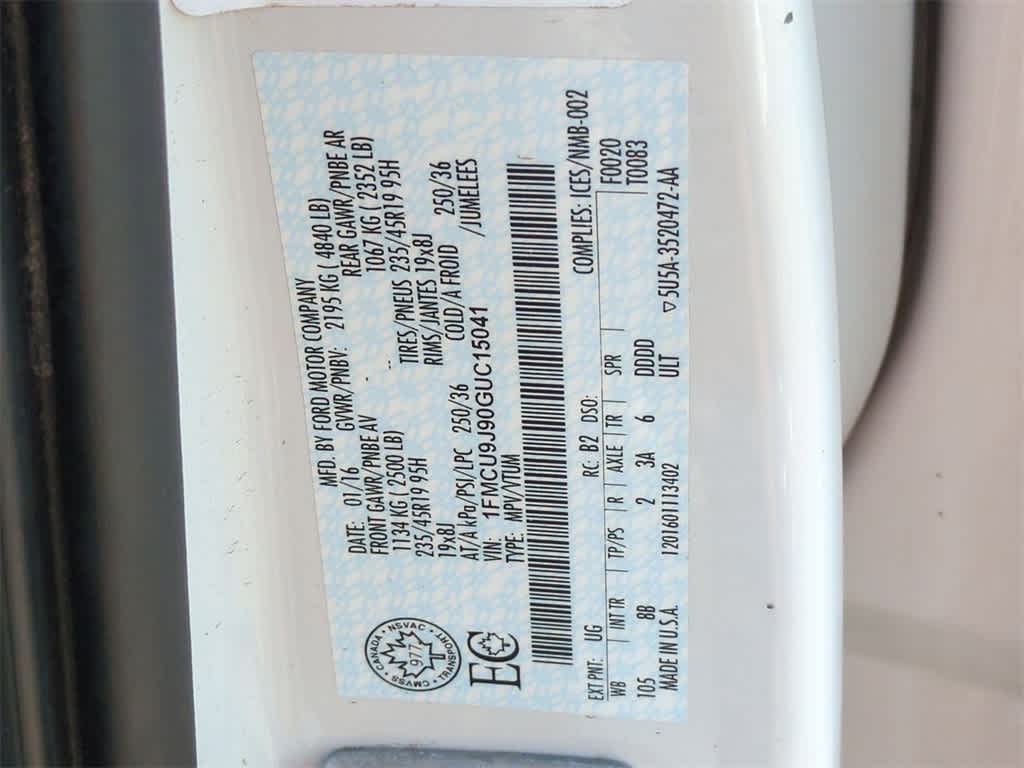 MFD. BY FORD MOTOR COMPANY
DATE: 01/16 GVWR/PNBV: 2195 KG ( 4840 LB)
FRONT GAWR/PNBE AV REAR GAWR/PNBE AR
1134 KG ( 2500 LB) 1067 KG ( 2352 LB)
235/45R19 95H TIRES/PNEUS 235/45R19 95H
19x8J RIMS/JANTES 19x8J
AT/A kPa/PSI/LPC 250/36 COLD/A FROID 250/36
VIN: 1FMCU9J90GUC15041 /JUMELEES
TYPE: MPV/VTUM
CANADA • NSVAC • TRANSPORT • CMVSS •
977
EC
COMPLIES: ICES/NMB-002
EXT PNT: UG RC: B2 DSO: F0020
WB INT TR TP/PS R AXLE TR SPR T0083
105 8B 2 3A 6 DDDD
MADE IN U.S.A. 120160113402 ULT
▽5U5A-3520472-AA